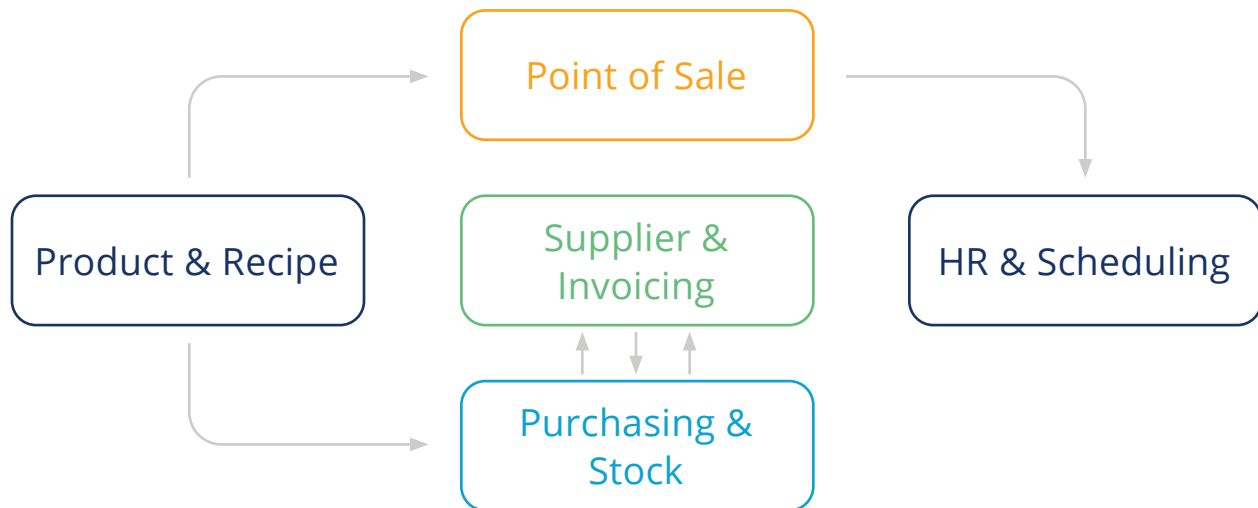 Point of Sale
Product & Recipe
Supplier &
Invoicing
HR & Scheduling
Purchasing &
Stock